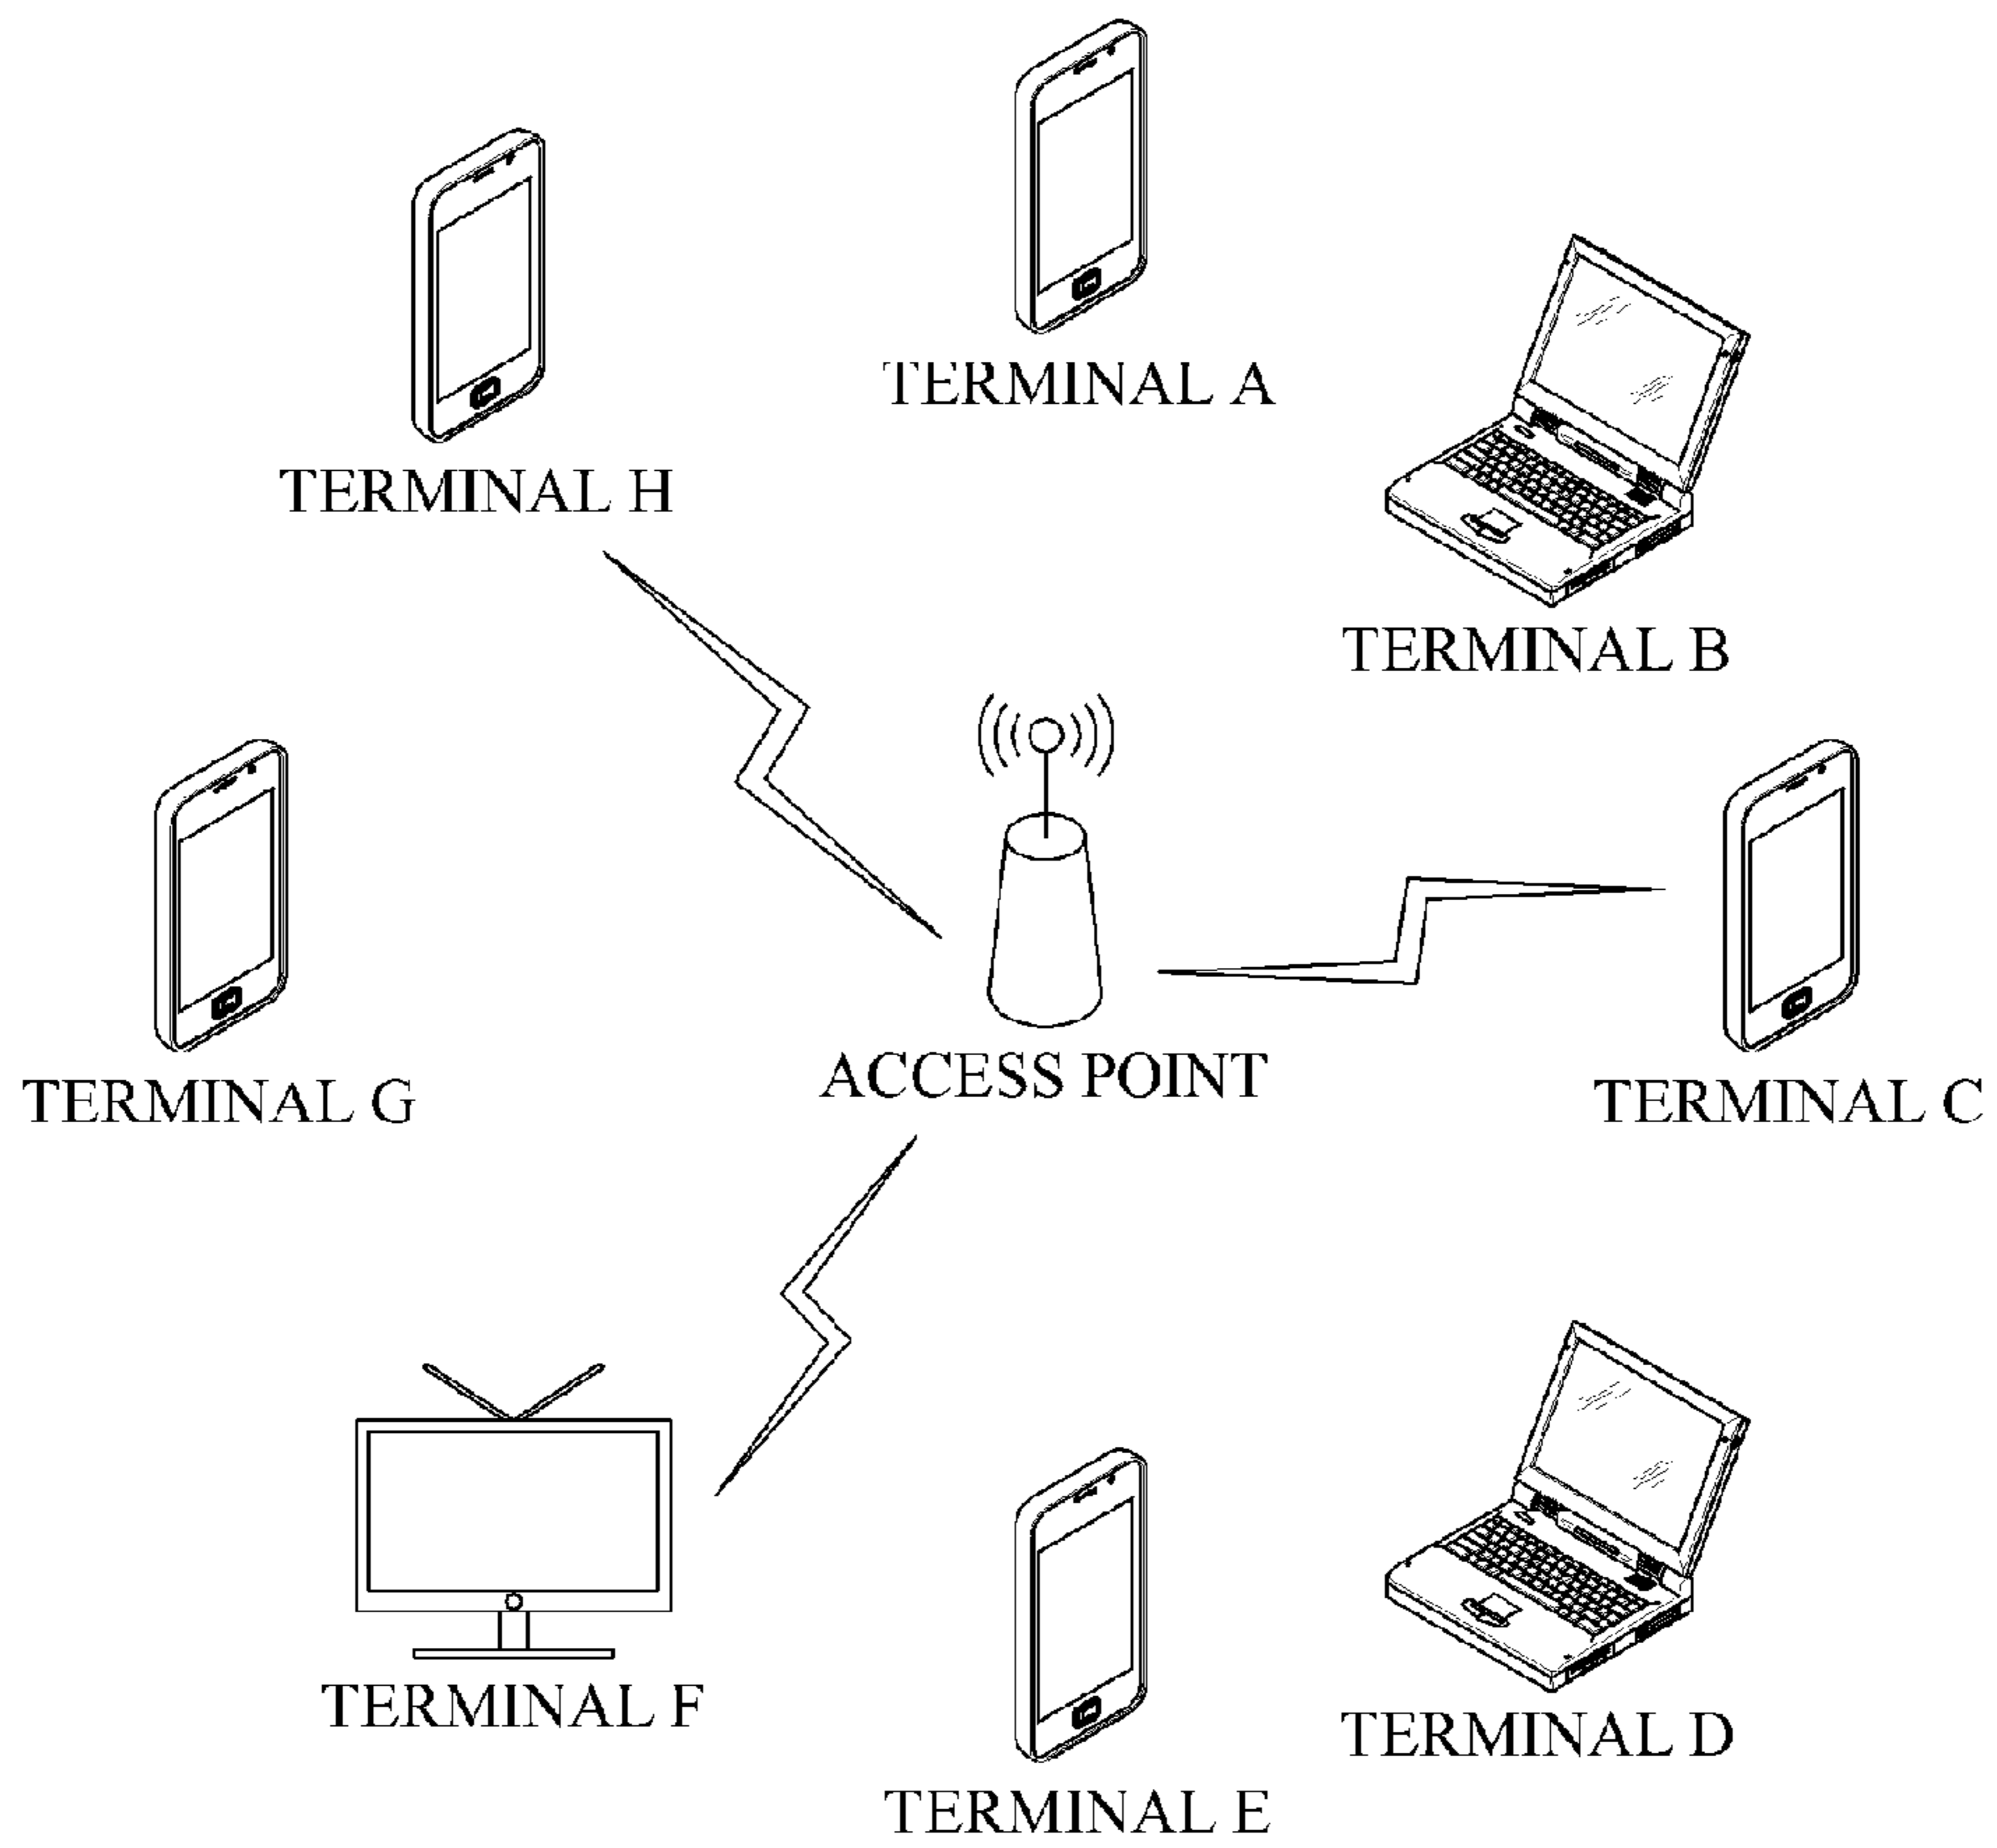 TERMINAL A
TERMINAL H
TERMINAL B
ACCESS POINT
TERMINAL G
TERMINAL C
TERMINAL F
TERMINAL D
TERMINAL E